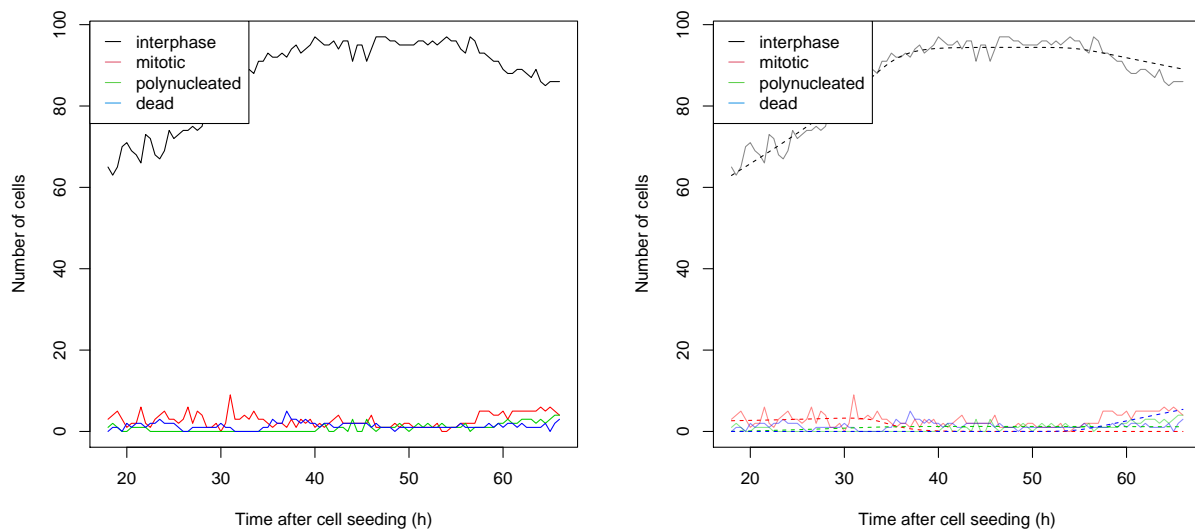 100
80
60
40
20
0
Number of cells
interphase
mitotic
polynucleated
dead
20 30 40 50 60
Time after cell seeding (h)
100
80
60
40
20
0
Number of cells
interphase
mitotic
polynucleated
dead
20 30 40 50 60
Time after cell seeding (h)